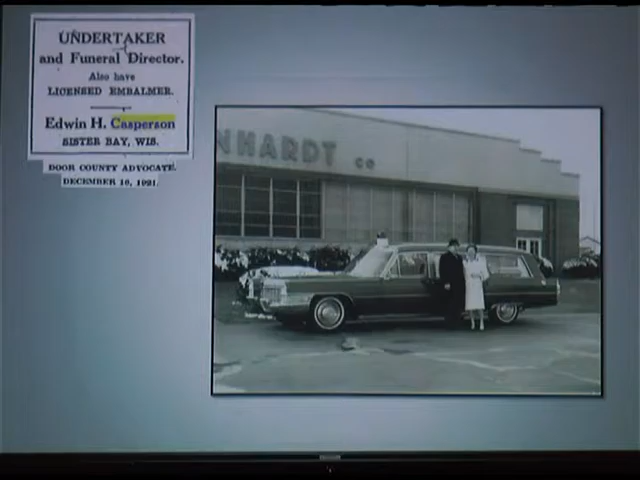 UNDERTAKER
and Funeral Director.
Also have
LICENSED EMBALMER.
Edwin H. Casperson
SISTER BAY, WIS.
DOOR COUNTY ADVOCATE.
DECEMBER 16, 1921.
NHARDT CO